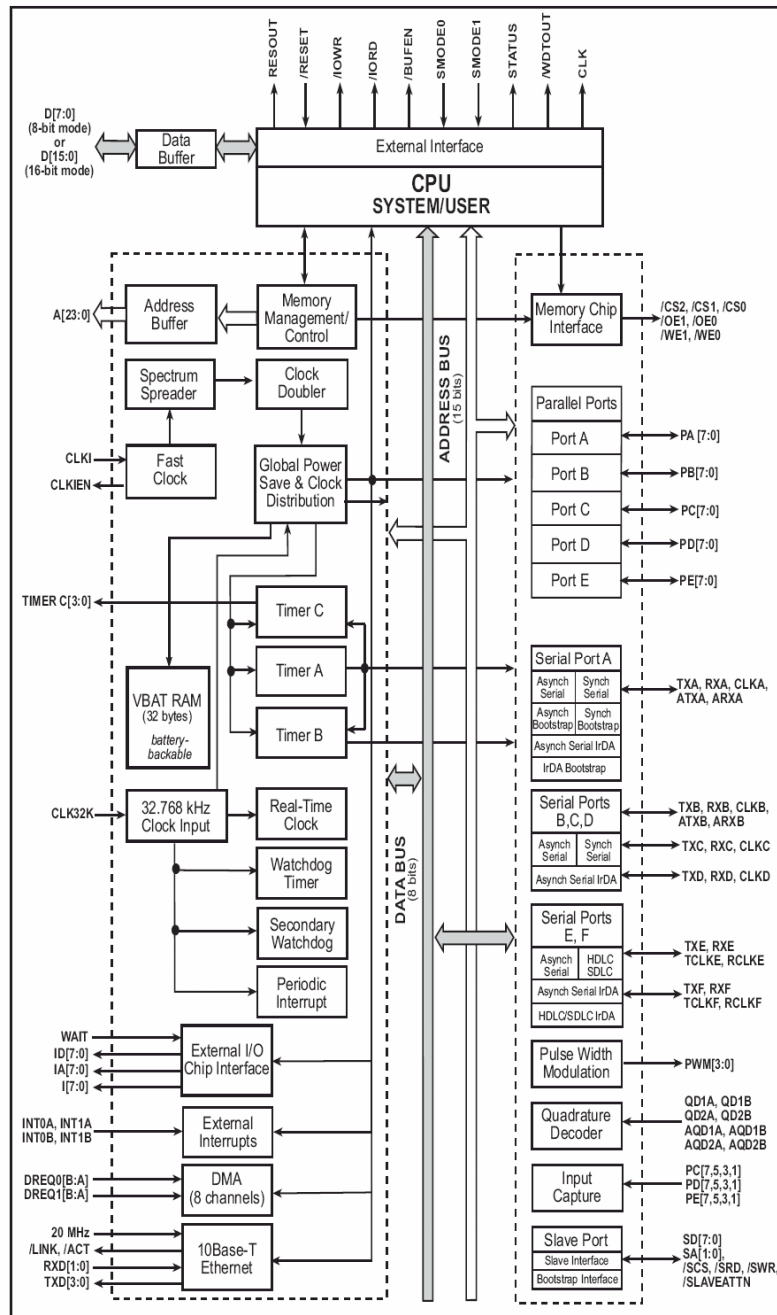 RESOUT
/RESET
/IOWR
/IORD
/BUFEN
SMODE0
SMODE1
STATUS
/WDTOUT
CLK
D[7:0]
(8-bit mode)
or
D[15:0]
(16-bit mode)
Data
Buffer
External Interface
CPU
SYSTEM/USER
A[23:0]
Address
Buffer
Memory
Management/
Control
Memory Chip
Interface
/CS2, /CS1, /CS0
/OE1, /OE0
/WE1, /WE0
Spectrum
Spreader
Clock
Doubler
CLKI
CLKIEN
Fast
Clock
Global Power
Save & Clock
Distribution
ADDRESS BUS
(15 bits)
Parallel Ports
Port A
PA [7:0]
Port B
PB[7:0]
Port C
PC[7:0]
Port D
PD[7:0]
Port E
PE[7:0]
TIMER C[3:0]
Timer C
Timer A
Timer B
VBAT RAM
(32 bytes)
battery-
backable
Serial Port A
Asynch
Serial
Synch
Serial
Asynch
Bootstrap
Synch
Bootstrap
Asynch Serial IrDA
IrDA Bootstrap
TXA, RXA, CLKA,
ATXA, ARXA
CLK32K
32.768 kHz
Clock Input
Real-Time
Clock
Watchdog
Timer
Secondary
Watchdog
Periodic
Interrupt
DATA BUS
(8 bits)
Serial Ports
B,C,D
Asynch
Serial
Synch
Serial
Asynch Serial IrDA
TXB, RXB, CLKB,
ATXB, ARXB
TXC, RXC, CLKC
TXD, RXD, CLKD
Serial Ports
E, F
Asynch
Serial
HDLC
SDLC
Asynch Serial IrDA
HDLC/SDLC IrDA
TXE, RXE
TCLKE, RCLKE
TXF, RXF
TCLKF, RCLKF
WAIT
ID[7:0]
IA[7:0]
I[7:0]
External I/O
Chip Interface
Pulse Width
Modulation
PWM[3:0]
INT0A, INT1A
INT0B, INT1B
External
Interrupts
Quadrature
Decoder
QD1A, QD1B
QD2A, QD2B
AQD1A, AQD1B
AQD2A, AQD2B
DREQ0[B:A]
DREQ1[B:A]
DMA
(8 channels)
Input
Capture
PC[7,5,3,1]
PD[7,5,3,1]
PE[7,5,3,1]
20 MHz
/LINK, /ACT
RXD[1:0]
TXD[3:0]
10Base-T
Ethernet
Slave Port
Slave Interface
Bootstrap Interface
SD[7:0]
SA[1:0],
/SCS, /SRD, /SWR,
/SLAVEATTN